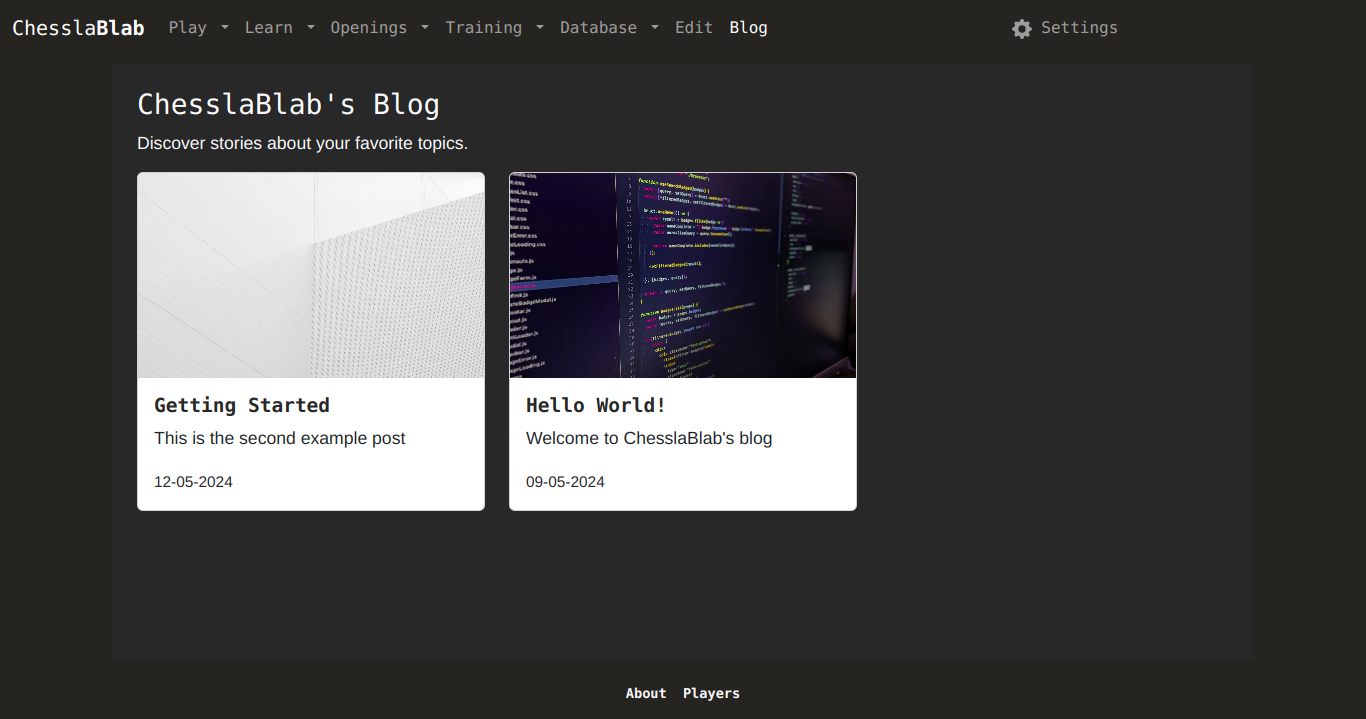 ChesslaBlab Play Learn Openings Training Database Edit Blog Settings
ChesslaBlab's Blog
Discover stories about your favorite topics.
Getting Started
This is the second example post
12-05-2024
Hello World!
Welcome to ChesslaBlab's blog
09-05-2024
About Players